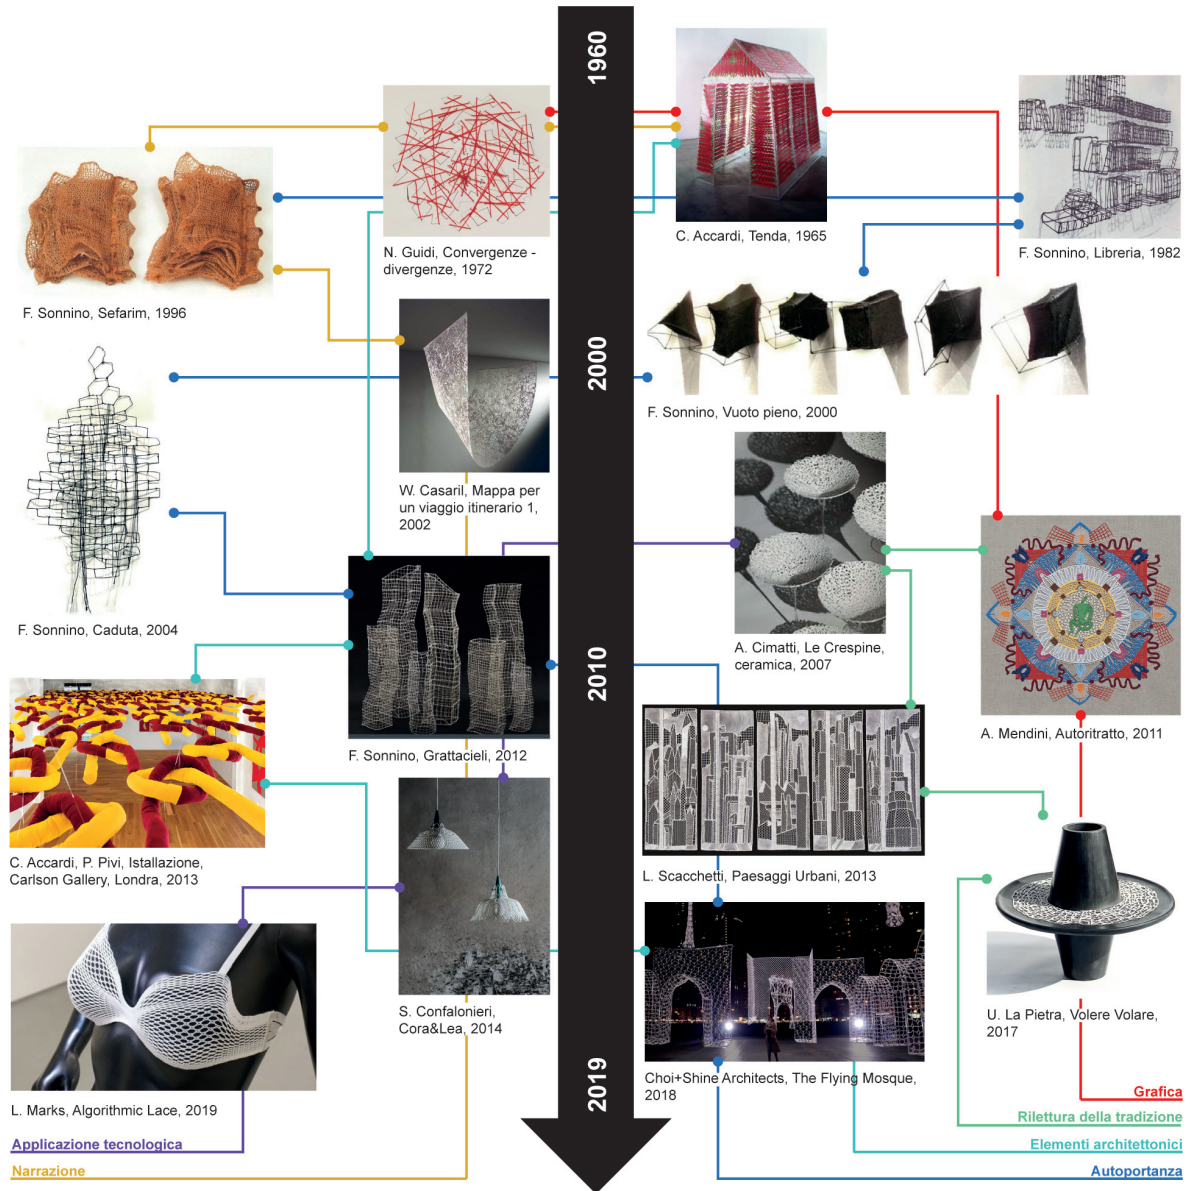 1960
C. Accardi, Tenda, 1965
N. Guidi, Convergenze -
divergenze, 1972
F. Sonnino, Libreria, 1982
F. Sonnino, Sefarim, 1996
2000
F. Sonnino, Vuoto pieno, 2000
W. Casaril, Mappa per
un viaggio itinerario 1,
2002
F. Sonnino, Caduta, 2004
A. Cimatti, Le Crespine,
ceramica, 2007
2010
A. Mendini, Autoritratto, 2011
F. Sonnino, Grattacieli, 2012
C. Accardi, P. Pivi, Istallazione,
Carlson Gallery, Londra, 2013
L. Scacchetti, Paesaggi Urbani, 2013
S. Confalonieri,
Cora&Lea, 2014
U. La Pietra, Volere Volare,
2017
Choi+Shine Architects, The Flying Mosque,
2018
2019
L. Marks, Algorithmic Lace, 2019
Grafica
Rilettura della tradizione
Applicazione tecnologica
Elementi architettonici
Narrazione
Autoportanza